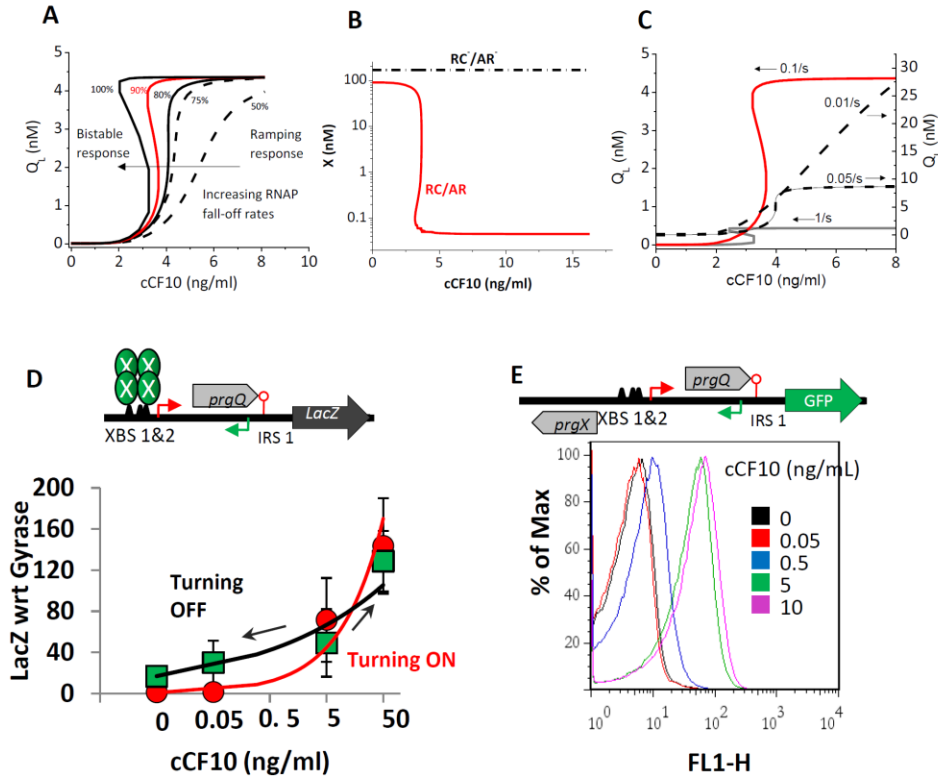 A
5
4
3
2
1
0
Q_L (nM)
100%
90%
80%
75%
50%
Bistable
response
Ramping
response
Increasing RNAP
fall-off rates
0 2 4 6 8 10
cCF10 (ng/ml)
B
RC-/AR-
100
10
1
0.1
X (nM)
RC/AR
0 5 10 15
cCF10 (ng/ml)
C
5
4
3
2
1
0
Q_L (nM)
0.1/s
0.01/s
0.05/s
1/s
30
25
20
15
10
5
0
(nM)
0 2 4 6 8
cCF10 (ng/ml)
D
X X
X X
prgQ
LacZ
XBS 1&2
IRS 1
200
160
120
80
40
0
LacZ wrt Gyrase
Turning
OFF
Turning ON
0 0.05 0. 5 5 50
cCF10 (ng/ml)
E
prgQ
GFP
prgX
XBS 1&2
IRS 1
100
80
60
40
20
% of Max
cCF10 (ng/mL)
0
0.05
0.5
5
10
10^0 10^1 10^2 10^3 10^4
FL1-H